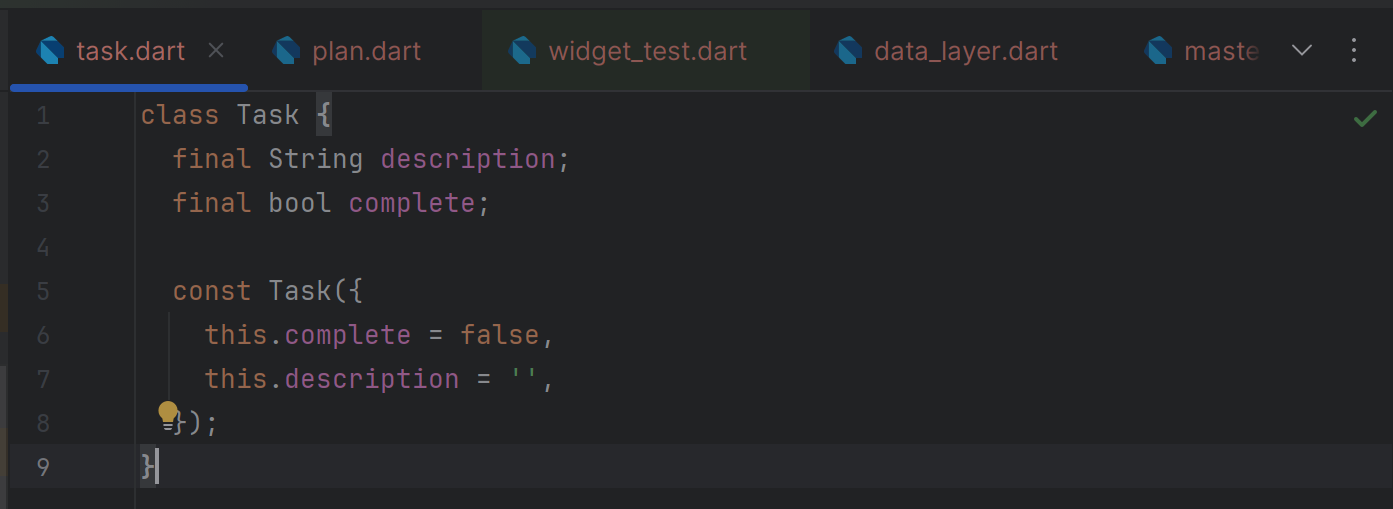 task.dart plan.dart widget_test.dart data_layer.dart maste
1 class Task {
2 final String description;
3 final bool complete;
4
5 const Task({
6 this.complete = false,
7 this.description = '',
8 });
9 }